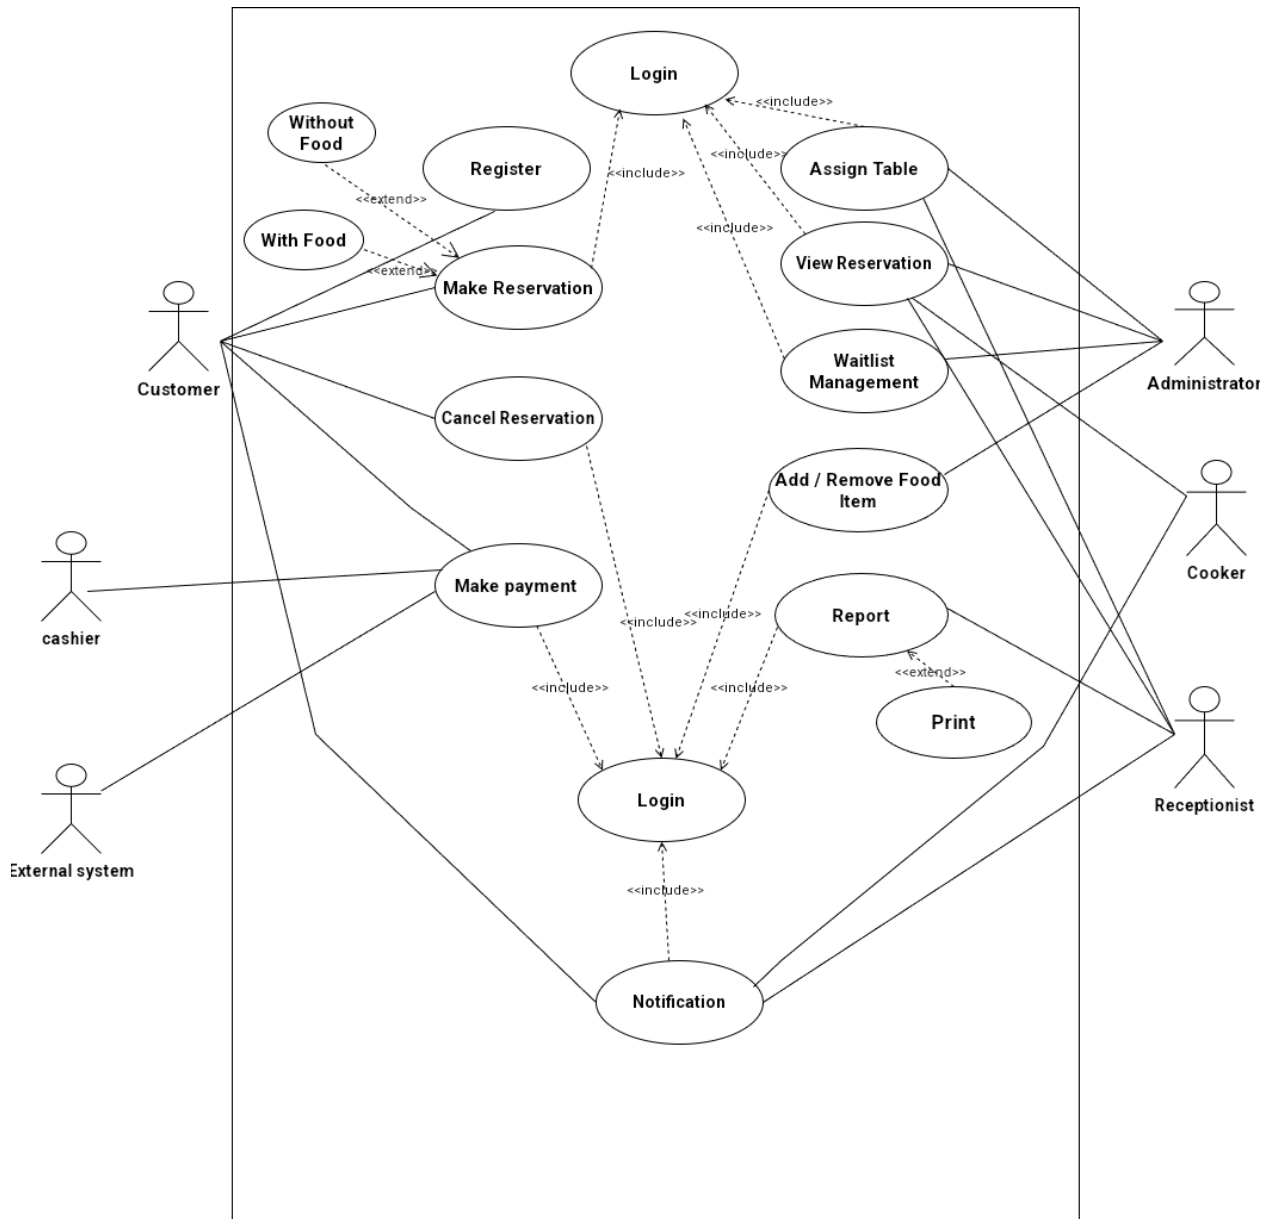 Login
<<include>>
Without
Food
Register
<<include>>
Assign Table
<<include>>
<<extend>>
<<include>>
With Food
<<extend>>
View Reservation
Make Reservation
Waitlist
Management
Customer
Administrator
Cancel Reservation
Add / Remove Food
Item
Cooker
Make payment
Report
cashier
<<include>>
<<include>>
<<extend>>
<<include>>
<<include>>
Print
Login
Receptionist
External system
<<include>>
Notification